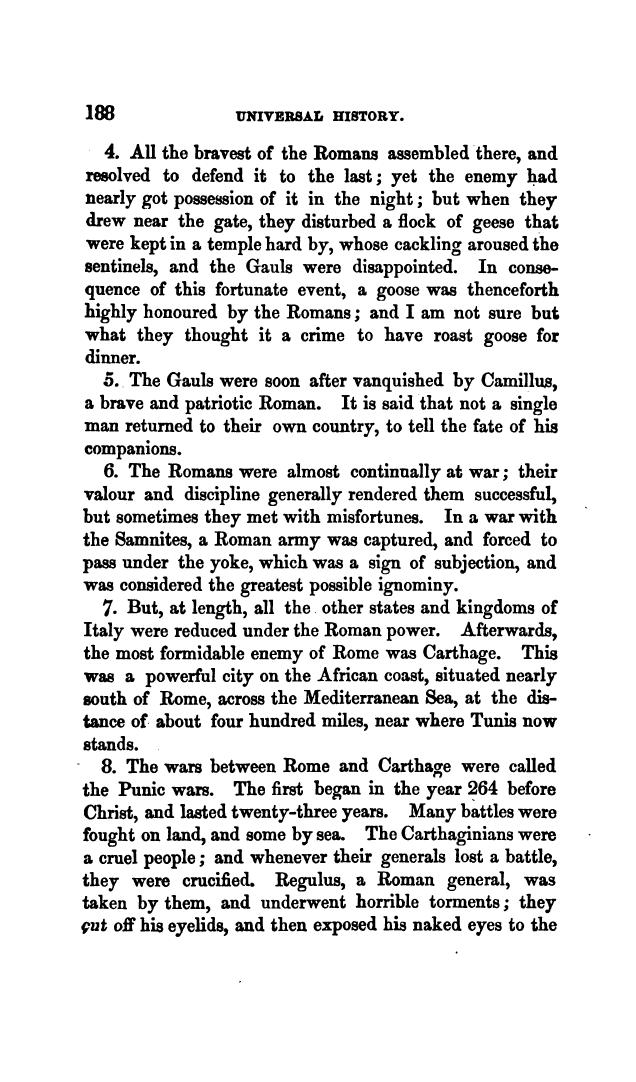 188 UNIVERSAL HISTORY.
4. All the bravest of the Romans assembled there, and
resolved to defend it to the last; yet the enemy had
nearly got possession of it in the night; but when they
drew near the gate, they disturbed a flock of geese that
were kept in a temple hard by, whose cackling aroused the
sentinels, and the Gauls were disappointed. In conse-
quence of this fortunate event, a goose was thenceforth
highly honoured by the Romans; and I am not sure but
what they thought it a crime to have roast goose for
dinner.
5. The Gauls were soon after vanquished by Camillus,
a brave and patriotic Roman. It is said that not a single
man returned to their own country, to tell the fate of his
companions.
6. The Romans were almost continually at war; their
valour and discipline generally rendered them successful,
but sometimes they met with misfortunes. In a war with
the Samnites, a Roman army was captured, and forced to
pass under the yoke, which was a sign of subjection, and
was considered the greatest possible ignominy.
7. But, at length, all the other states and kingdoms of
Italy were reduced under the Roman power. Afterwards,
the most formidable enemy of Rome was Carthage. This
was a powerful city on the African coast, situated nearly
south of Rome, across the Mediterranean Sea, at the dis-
tance of about four hundred miles, near where Tunis now
stands.
8. The wars between Rome and Carthage were called
the Punic wars. The first began in the year 264 before
Christ, and lasted twenty-three years. Many battles were
fought on land, and some by sea. The Carthaginians were
a cruel people; and whenever their generals lost a battle,
they were crucified. Regulus, a Roman general, was
taken by them, and underwent horrible torments; they
cut off his eyelids, and then exposed his naked eyes to the